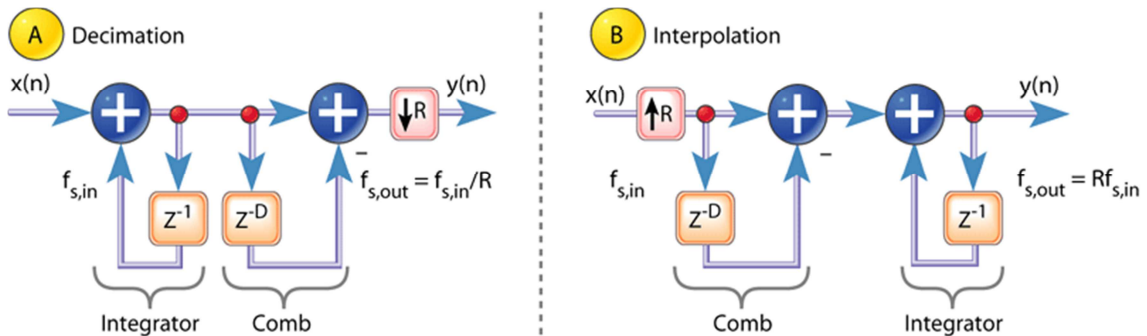 A Decimation
x(n)
+
+
↓R
y(n)
−
f_s,in
f_s,out = f_s,in/R
Z^-1
Z^-D
Integrator
Comb
B Interpolation
x(n)
↑R
+
+
y(n)
−
f_s,in
f_s,out = Rf_s,in
Z^-D
Z^-1
Comb
Integrator